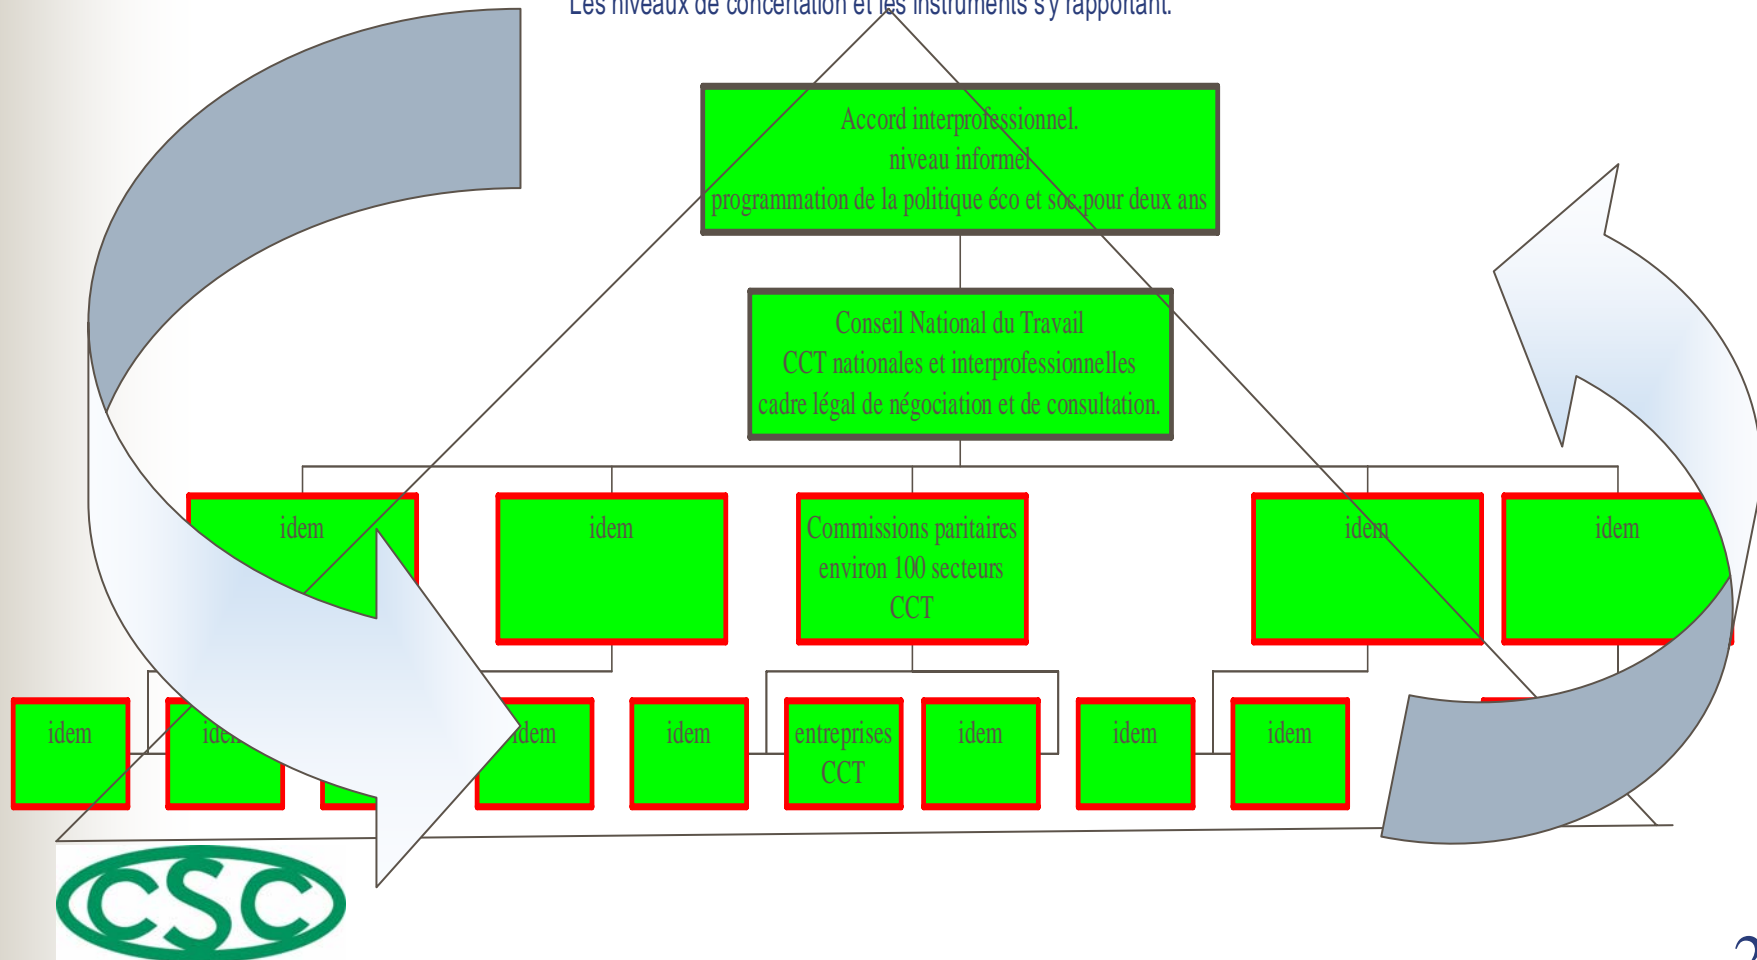 Les niveaux de concertation et les instruments s'y rapportant.
Accord interprofessionnel.
niveau informel
programmation de la politique éco et soc.pour deux ans
Conseil National du Travail
CCT nationales et interprofessionnelles
cadre légal de négociation et de consultation.
idem
idem
Commissions paritaires
environ 100 secteurs
CCT
idem
idem
idem
idem
idem
idem
entreprises
CCT
idem
idem
idem
CSC
2